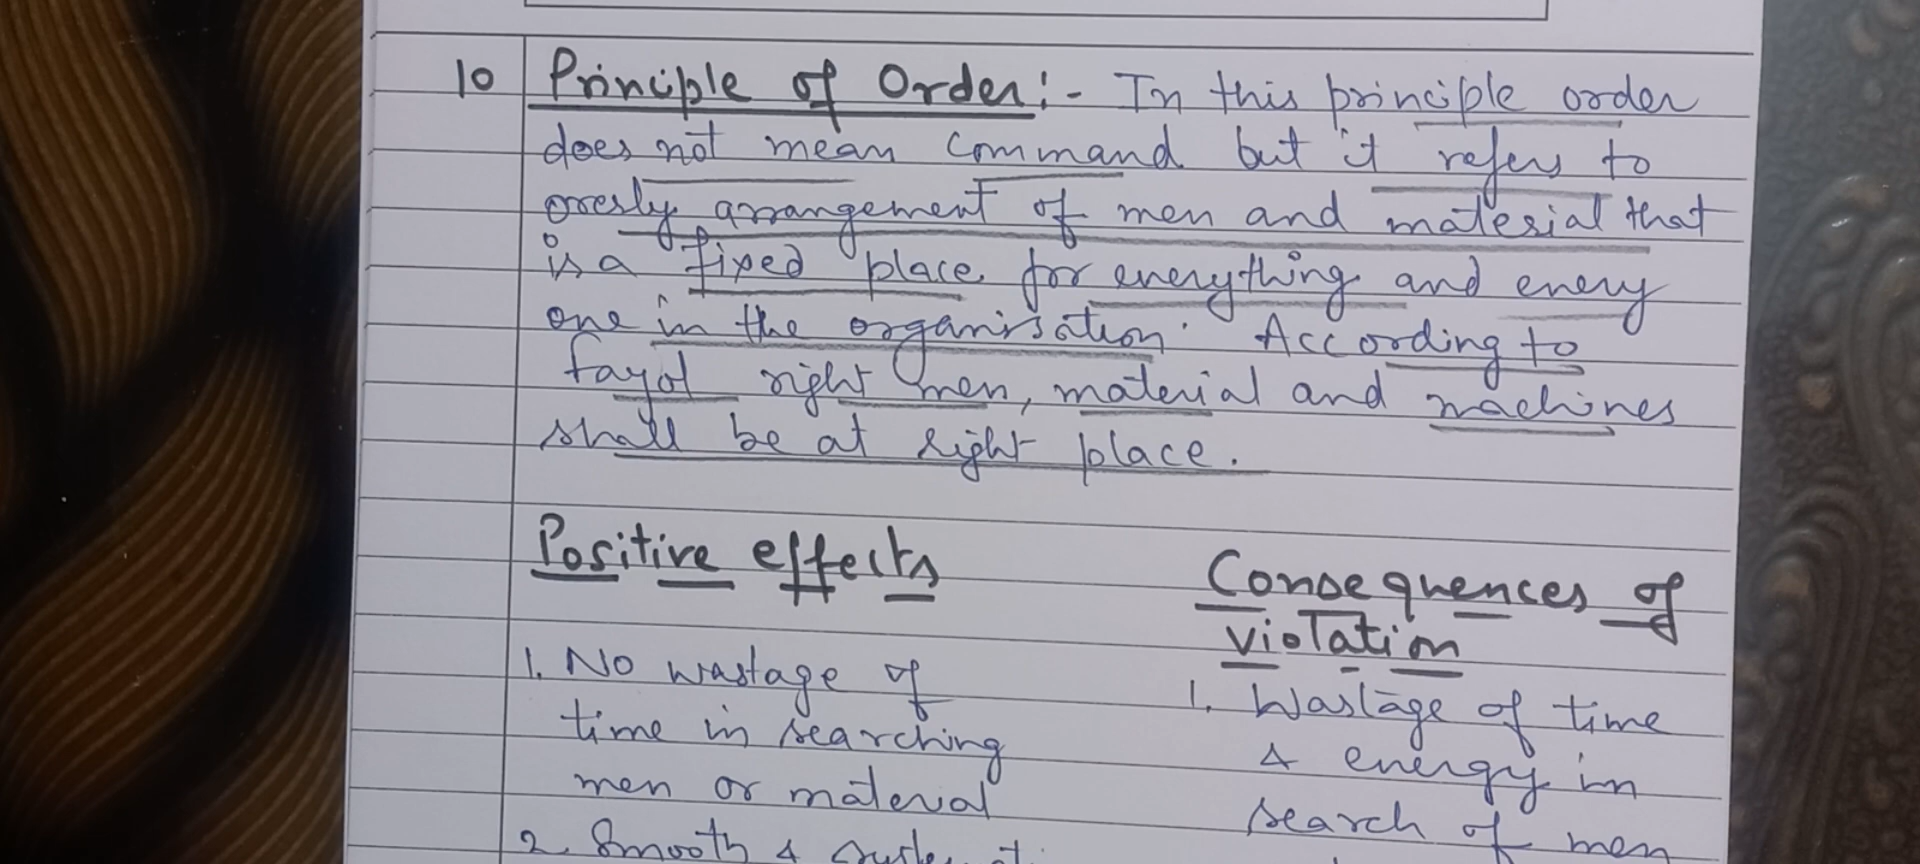 10 Principle of Order:- In this principle order
does not mean command but it refers to
oresly arrangement of men and material that
is a fixed place for everything and every
one in the organisation. According to
fayol right men, material and machines
shall be at right place.
Positive effects
1. No wastage of
time in searching
men or material
2. Smooth &
Consequences of
violation
1. Wastage of time
& energy in
search of men